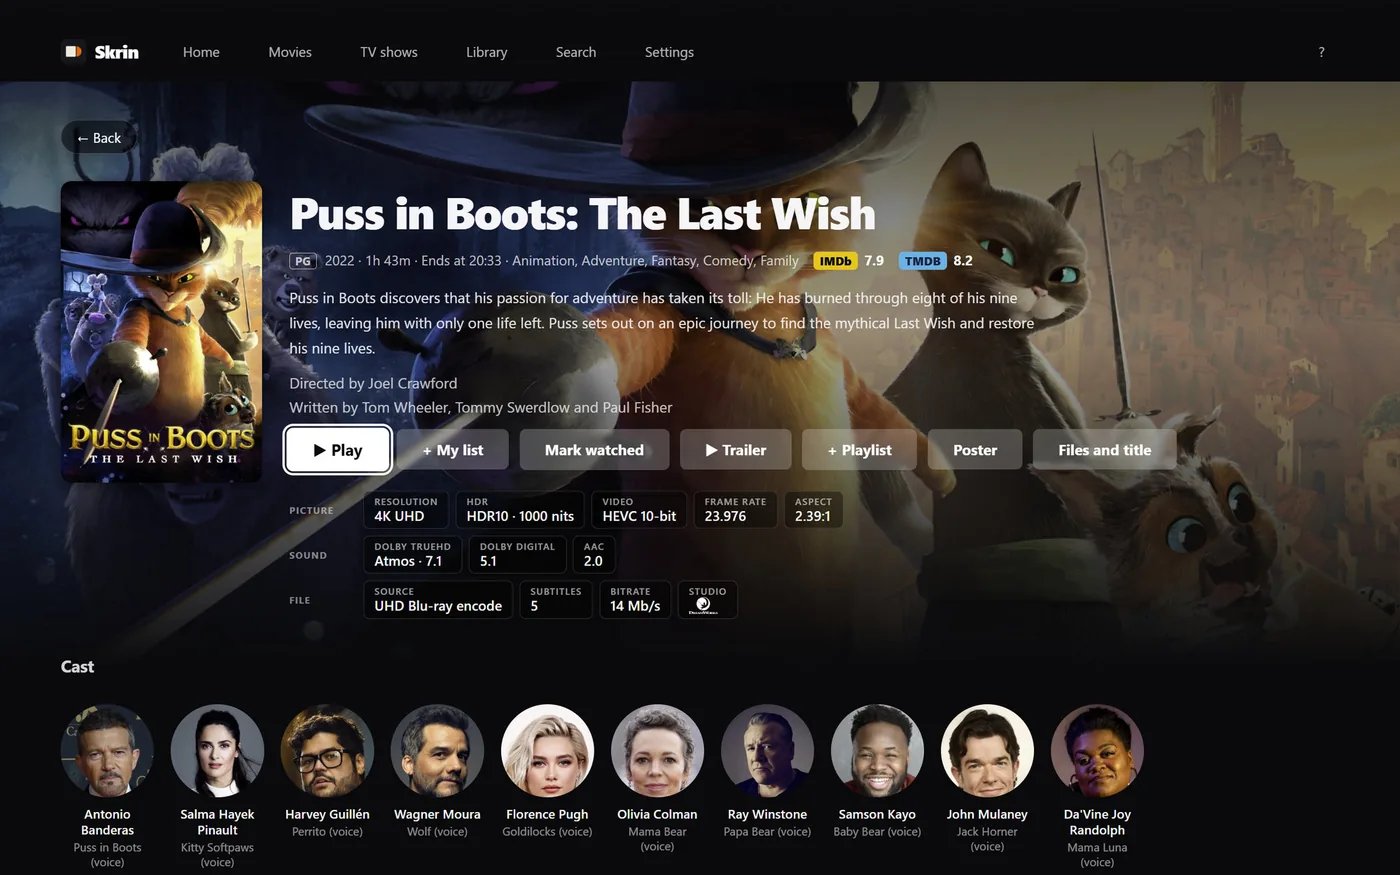 Skrin
Home
Movies
TV shows
Library
Search
Settings
?
← Back
Puss in Boots: The Last Wish
PG 2022 · 1h 43m · Ends at 20:33 · Animation, Adventure, Fantasy, Comedy, Family IMDb 7.9 TMDB 8.2
Puss in Boots discovers that his passion for adventure has taken its toll: He has burned through eight of his nine
lives, leaving him with only one life left. Puss sets out on an epic journey to find the mythical Last Wish and restore
his nine lives.
Directed by Joel Crawford
Written by Tom Wheeler, Tommy Swerdlow and Paul Fisher
PUSS IN BOOTS
THE LAST WISH
▶ Play
+ My list
Mark watched
▶ Trailer
+ Playlist
Poster
Files and title
PICTURE
RESOLUTION
4K UHD
HDR
HDR10 · 1000 nits
VIDEO
HEVC 10-bit
FRAME RATE
23.976
ASPECT
2.39:1
SOUND
DOLBY TRUEHD
Atmos · 7.1
DOLBY DIGITAL
5.1
AAC
2.0
FILE
SOURCE
UHD Blu-ray encode
SUBTITLES
5
BITRATE
14 Mb/s
STUDIO
DREAMWORKS
Cast
Antonio
Banderas
Puss in Boots
(voice)
Salma Hayek
Pinault
Kitty Softpaws
(voice)
Harvey Guillén
Perrito (voice)
Wagner Moura
Wolf (voice)
Florence Pugh
Goldilocks (voice)
Olivia Colman
Mama Bear
(voice)
Ray Winstone
Papa Bear (voice)
Samson Kayo
Baby Bear (voice)
John Mulaney
Jack Horner
(voice)
Da'Vine Joy
Randolph
Mama Luna
(voice)